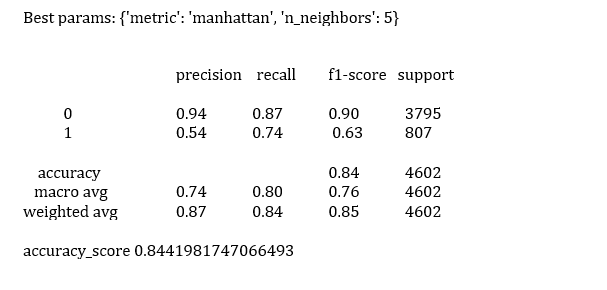 Best params: {'metric': 'manhattan', 'n_neighbors': 5}
precision recall f1-score support
0 0.94 0.87 0.90 3795
1 0.54 0.74 0.63 807
accuracy 0.84 4602
macro avg 0.74 0.80 0.76 4602
weighted avg 0.87 0.84 0.85 4602
accuracy_score 0.8441981747066493